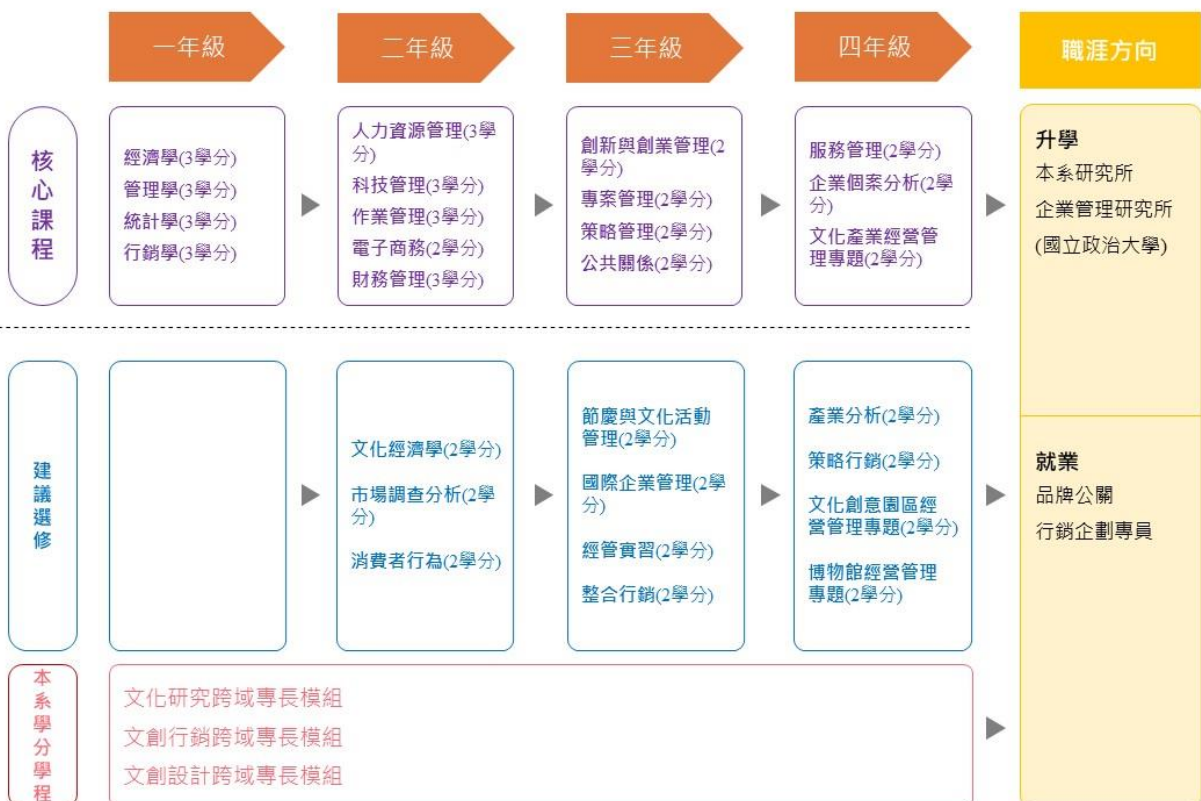 一年級
二年級
三年級
四年級
職涯方向
核心課程
經濟學(3學分)
管理學(3學分)
統計學(3學分)
行銷學(3學分)
人力資源管理(3學
分)
科技管理(3學分)
作業管理(3學分)
電子商務(2學分)
財務管理(3學分)
創新與創業管理(2
學分)
專案管理(2學分)
策略管理(2學分)
公共關係(2學分)
服務管理(2學分)
企業個案分析(2學
分)
文化產業經營管
理專題(2學分)
升學
本系研究所
企業管理研究所
(國立政治大學)
建議選修
文化經濟學(2學分)
市場調查分析(2學
分)
消費者行為(2學分)
節慶與文化活動
管理(2學分)
國際企業管理(2學
分)
經管實習(2學分)
整合行銷(2學分)
產業分析(2學分)
策略行銷(2學分)
文化創意園區經
營管理專題(2學分)
博物館經營管理
專題(2學分)
就業
品牌公關
行銷企劃專員
本系學分學程
文化研究跨域專長模組
文創行銷跨域專長模組
文創設計跨域專長模組